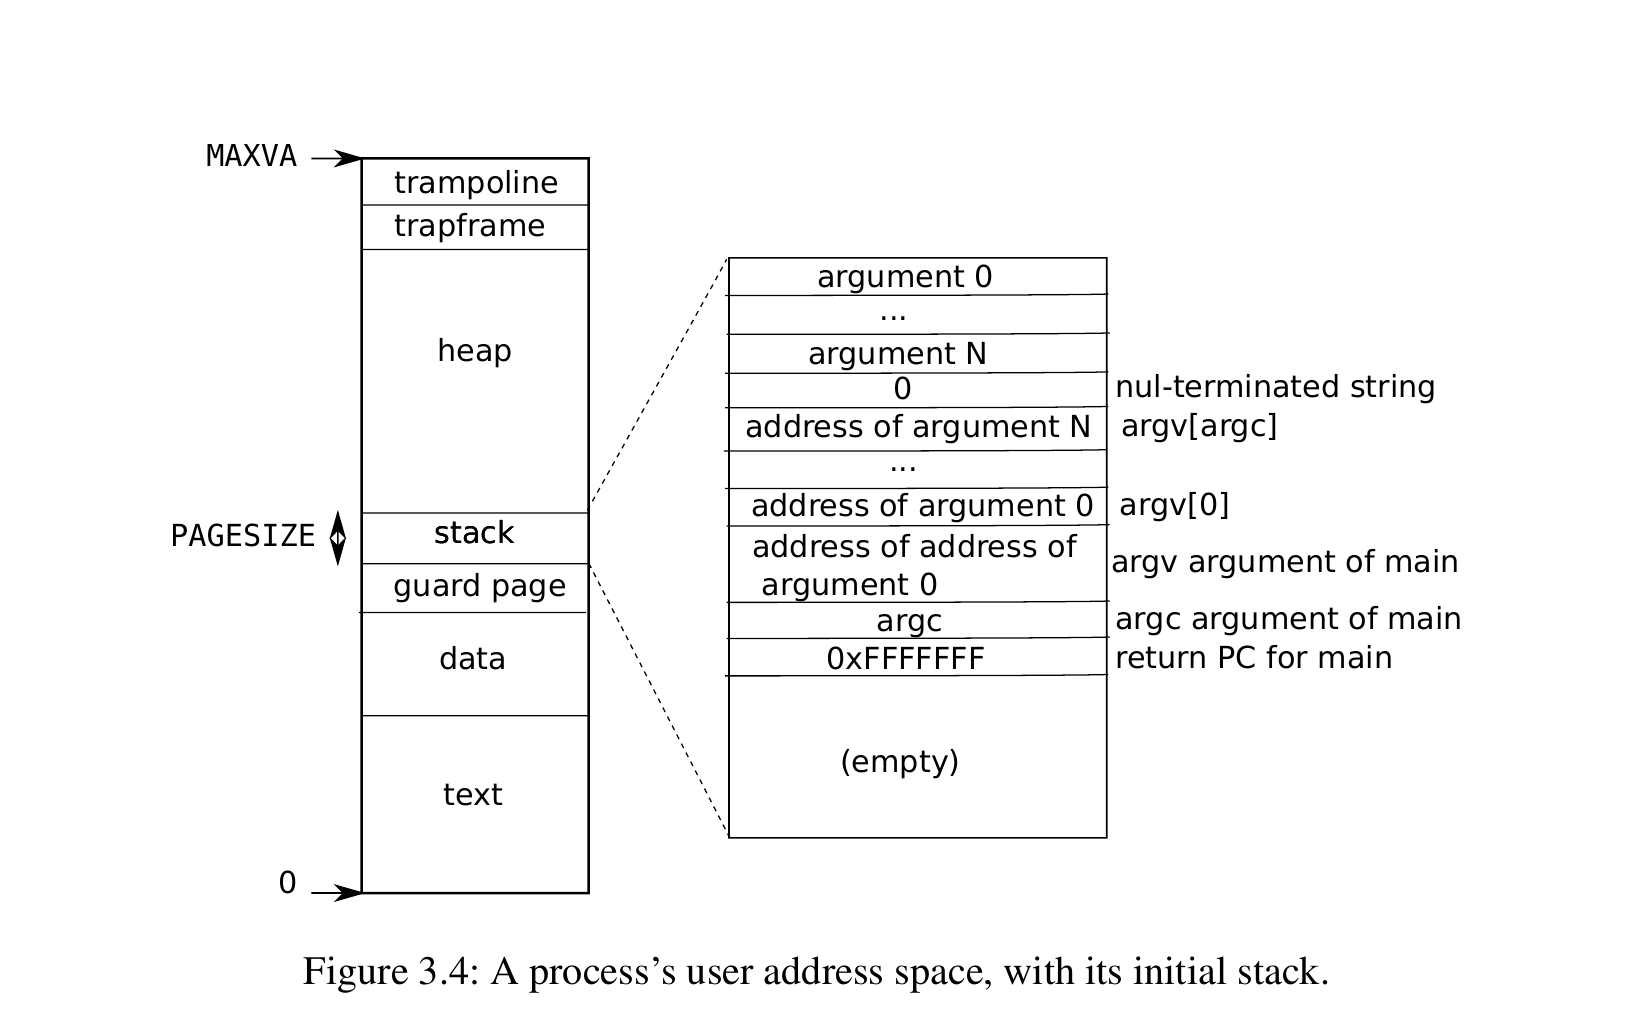 MAXVA
trampoline
trapframe
heap
PAGESIZE
stack
guard page
data
text
0
argument 0
...
argument N
0 nul-terminated string
address of argument N argv[argc]
...
address of argument 0 argv[0]
address of address of
argument 0
argv argument of main
argc argc argument of main
0xFFFFFFF return PC for main
(empty)
Figure 3.4: A process’s user address space, with its initial stack.